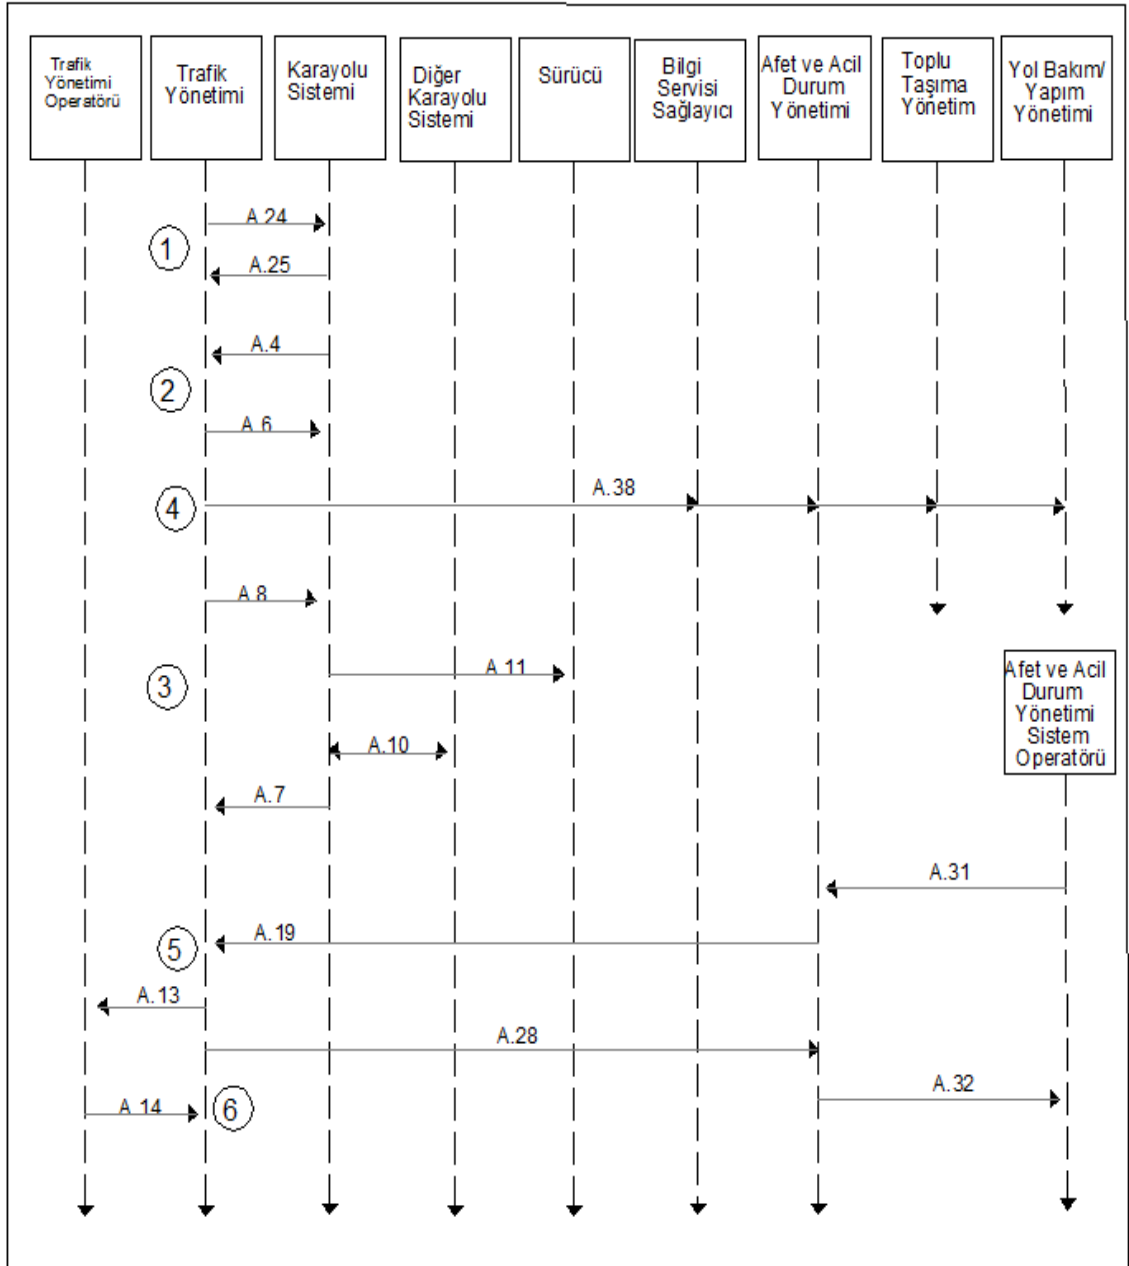 Trafik
Yönetimi
Operatörü
Trafik
Yönetimi
Karayolu
Sistemi
Diğer
Karayolu
Sistemi
Sürücü
Bilgi
Servisi
Sağlayıcı
Afet ve Acil
Durum
Yönetimi
Toplu
Taşıma
Yönetim
Yol Bakım/
Yapım
Yönetimi
A.24
1
A.25
A.4
2
A.6
A.38
4
A.8
A.11
3
Afet ve Acil
Durum
Yönetimi
Sistem
Operatörü
A.10
A.7
A.31
A.19
5
A.13
A.28
A.32
A.14
6